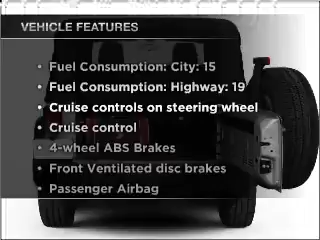 VEHICLE FEATURES
• Fuel Consumption: City: 15
• Fuel Consumption: Highway: 19
• Cruise controls on steering wheel
• Cruise control
• 4-wheel ABS Brakes
• Front Ventilated disc brakes
• Passenger Airbag